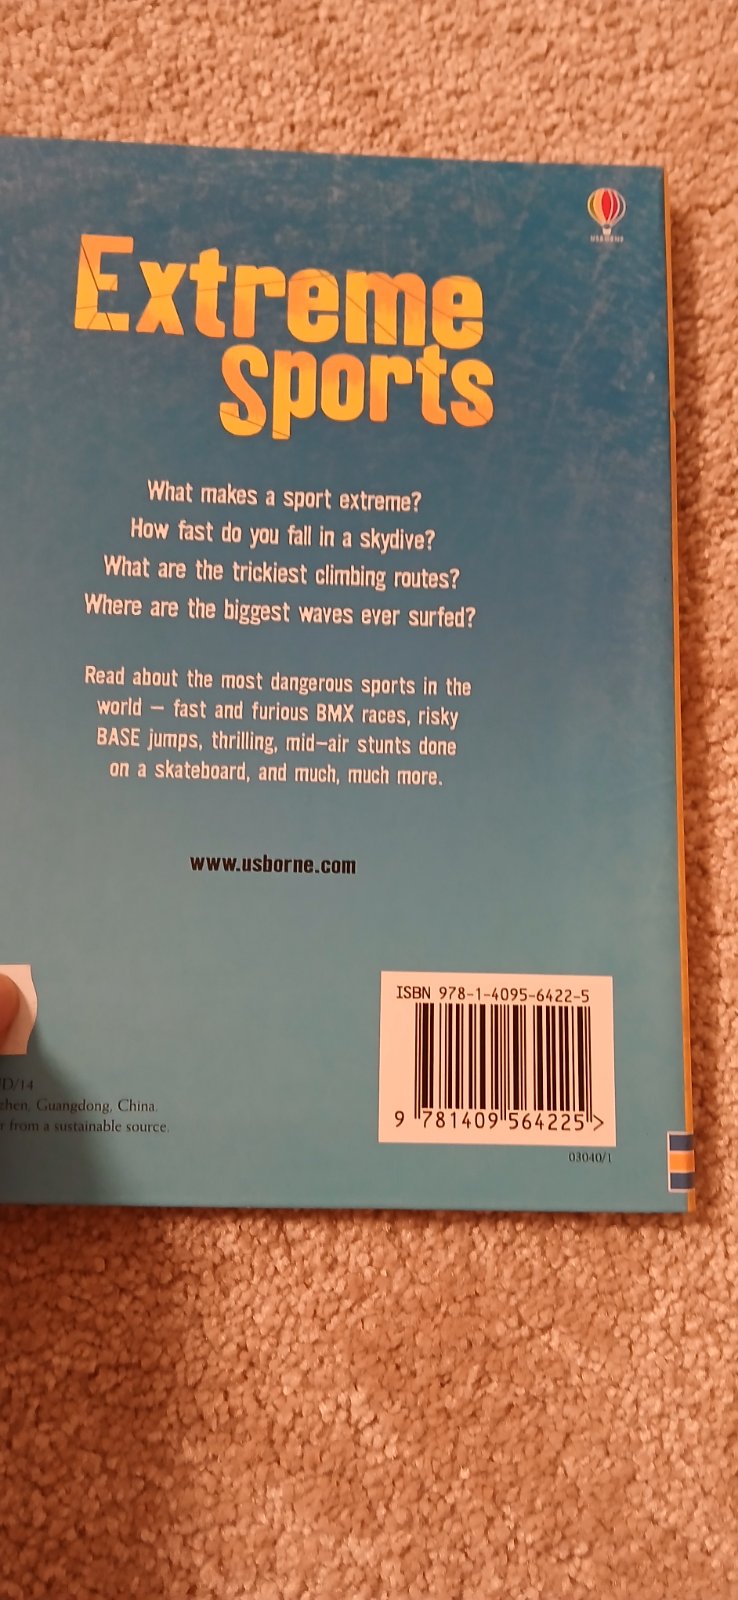 USBORNE
Extreme
Sports
What makes a sport extreme?
How fast do you fall in a skydive?
What are the trickiest climbing routes?
Where are the biggest waves ever surfed?
Read about the most dangerous sports in the
world – fast and furious BMX races, risky
BASE jumps, thrilling, mid-air stunts done
on a skateboard, and much, much more.
www.usborne.com
ISBN 978-1-4095-6422-5
9 781409 564225 >
03040/1
D/14
Guangdong, China.
from a sustainable source.